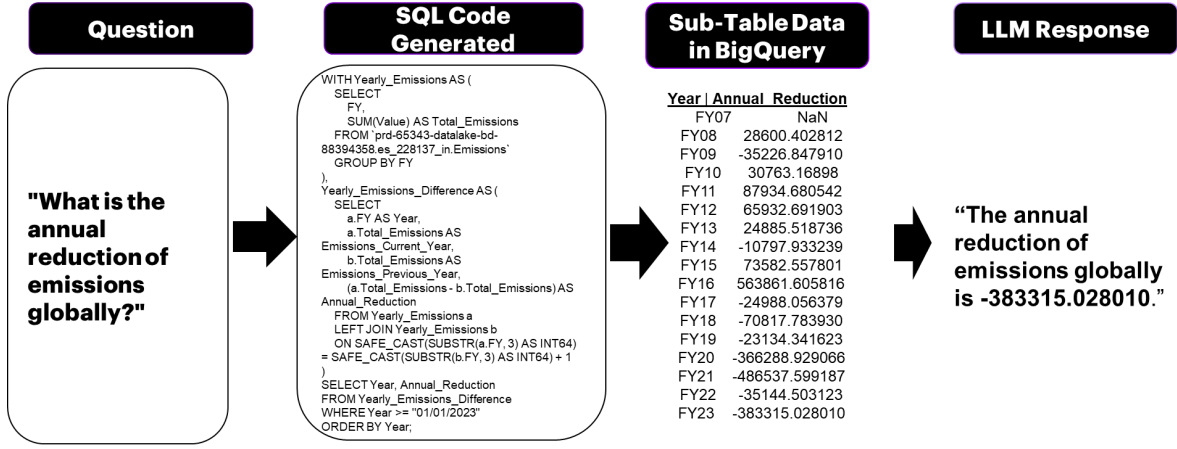 Question
"What is the
annual
reduction of
emissions
globally?"
SQL Code
Generated
WITH Yearly_Emissions AS (
SELECT
FY,
SUM(Value) AS Total_Emissions
FROM `prd-65343-datalake-bd-
88394358.es_228137_in.Emissions`
GROUP BY FY
),
Yearly_Emissions_Difference AS (
SELECT
a.FY AS Year,
a.Total_Emissions AS
Emissions_Current_Year,
b.Total_Emissions AS
Emissions_Previous_Year,
(a.Total_Emissions - b.Total_Emissions) AS
Annual_Reduction
FROM Yearly_Emissions a
LEFT JOIN Yearly_Emissions b
ON SAFE_CAST(SUBSTR(a.FY, 3) AS INT64)
= SAFE_CAST(SUBSTR(b.FY, 3) AS INT64) + 1
)
SELECT Year, Annual_Reduction
FROM Yearly_Emissions_Difference
WHERE Year >= "01/01/2023"
ORDER BY Year;
Sub-Table Data
in BigQuery
Year | Annual_Reduction
FY07 NaN
FY08 28600.402812
FY09 -35226.847910
FY10 30763.16898
FY11 87934.680542
FY12 65932.691903
FY13 24885.518736
FY14 -10797.933239
FY15 73582.557801
FY16 563861.605816
FY17 -24988.056379
FY18 -70817.783930
FY19 -23134.341623
FY20 -366288.929066
FY21 -486537.599187
FY22 -35144.503123
FY23 -383315.028010
LLM Response
“The annual
reduction of
emissions globally
is -383315.028010.”